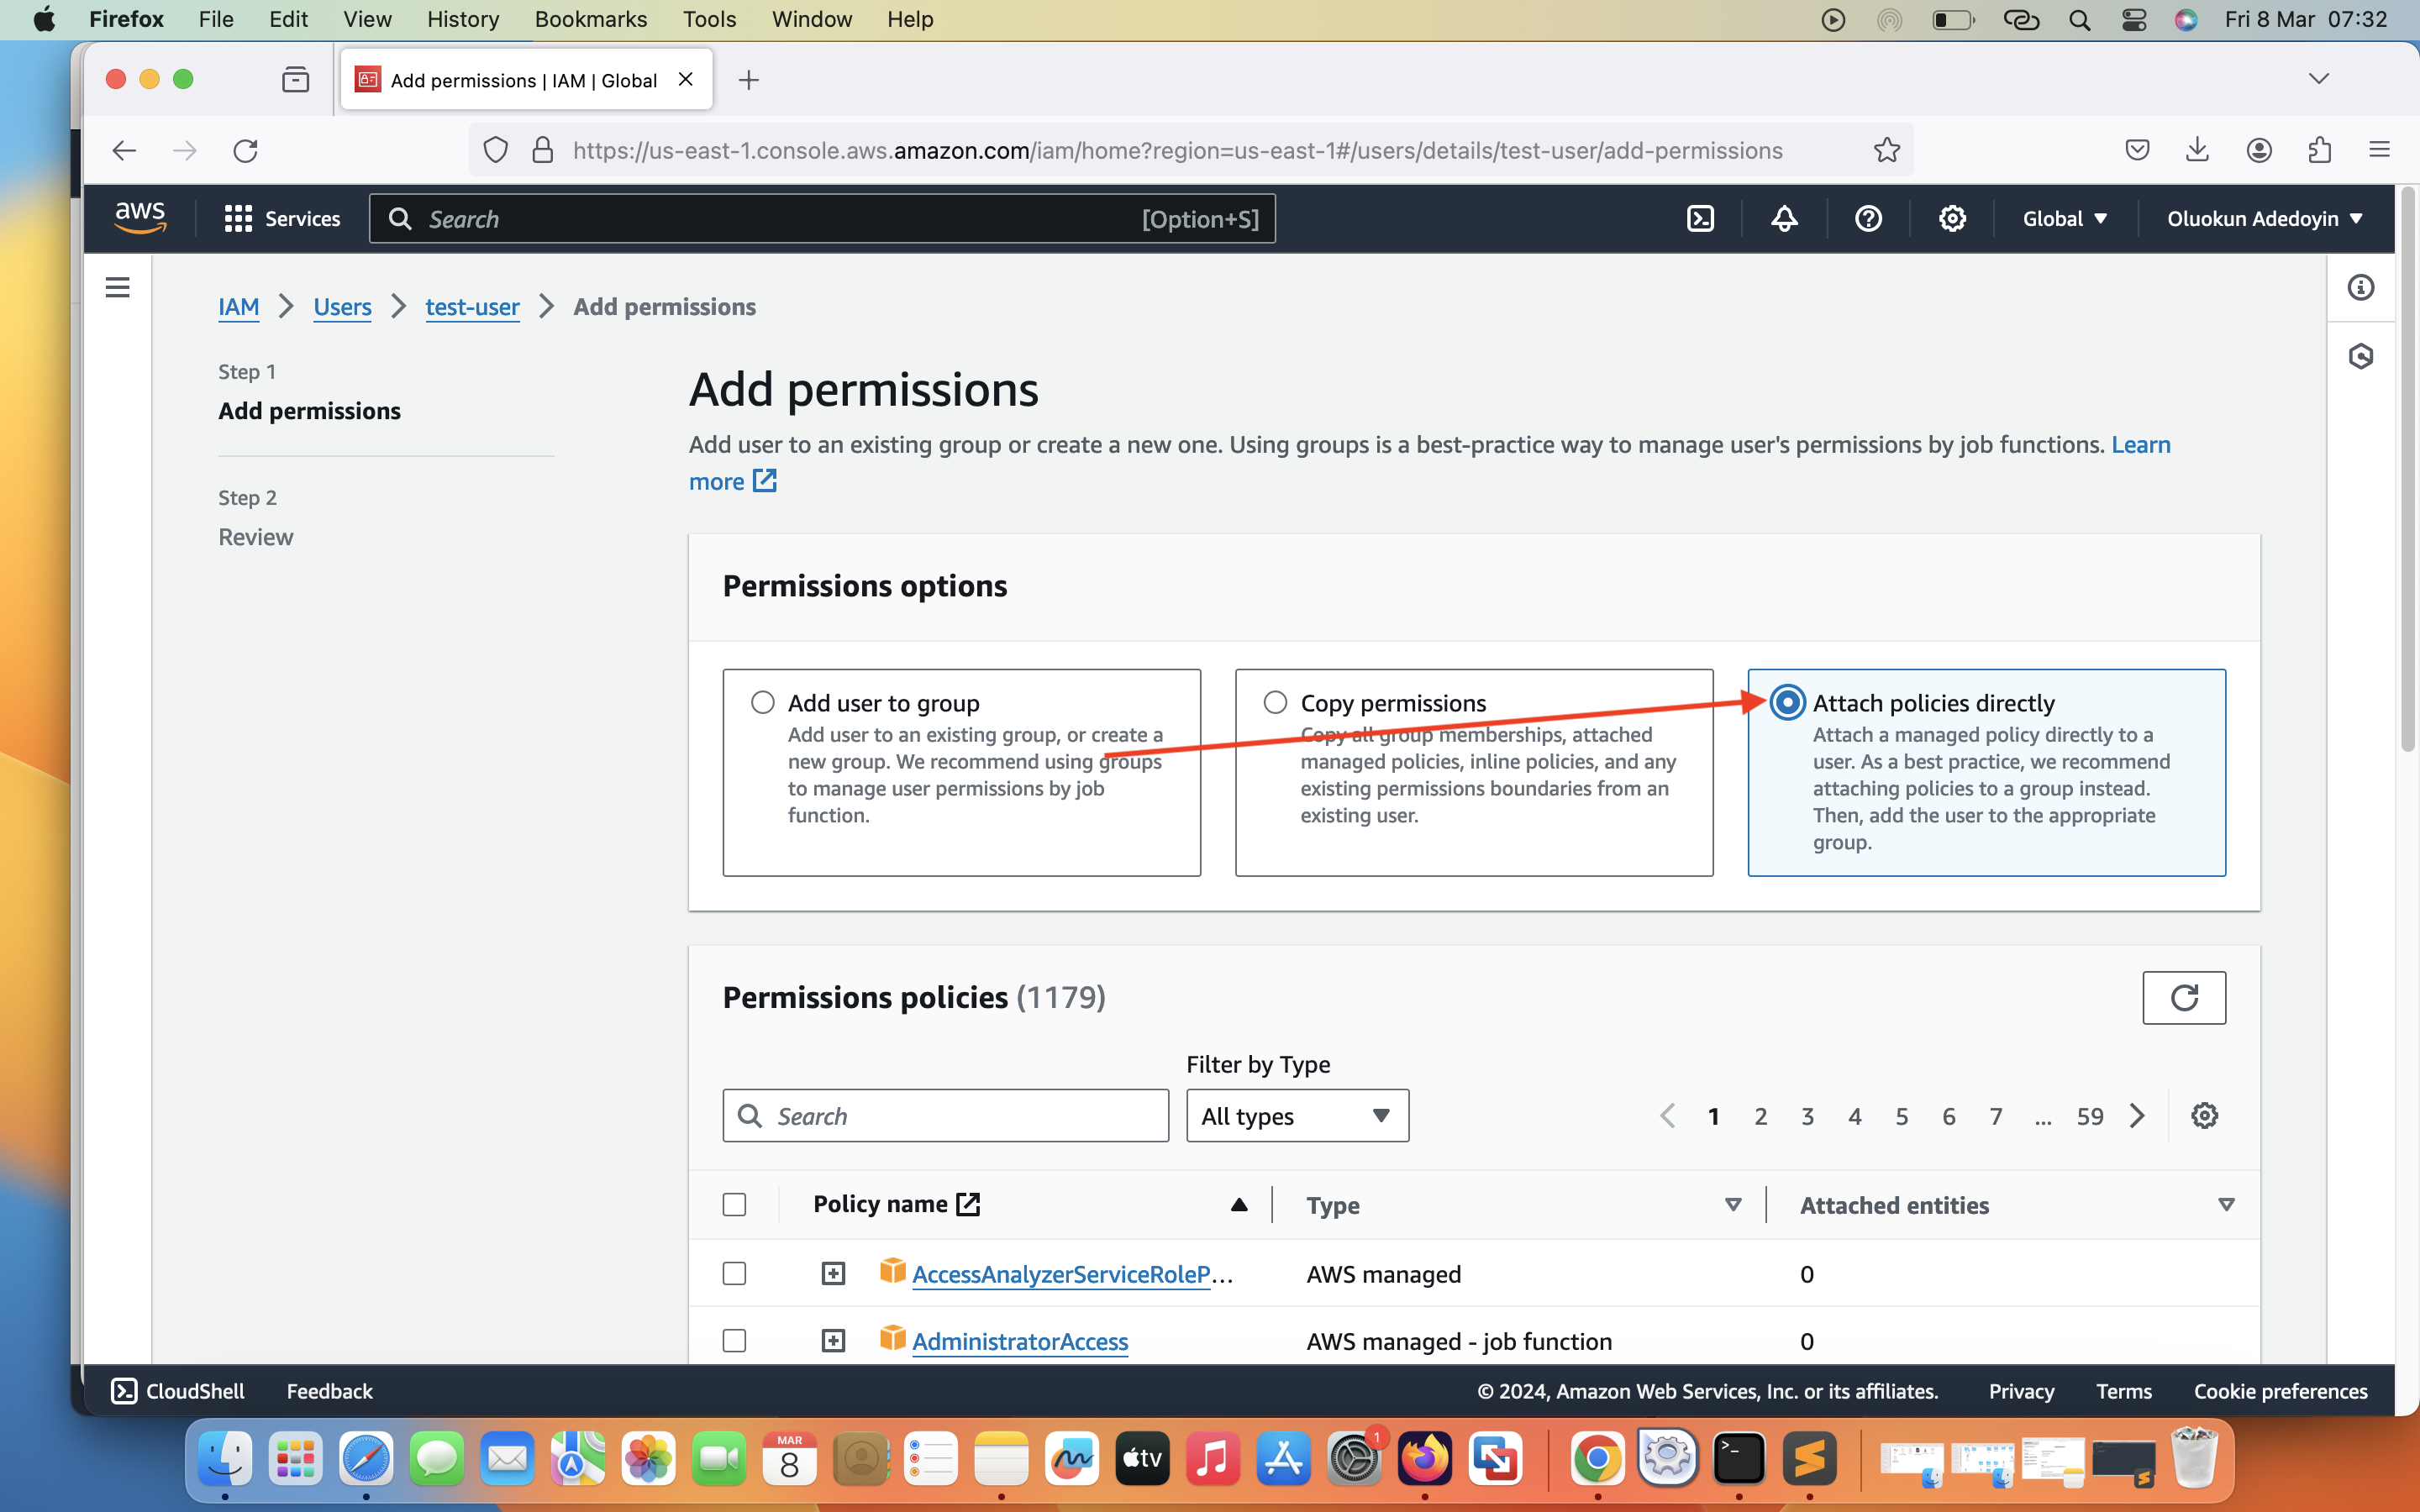 Firefox File Edit View History Bookmarks Tools Window Help Fri 8 Mar 07:32
Add permissions | IAM | Global
https://us-east-1.console.aws.amazon.com/iam/home?region=us-east-1#/users/details/test-user/add-permissions
aws Services Search [Option+S] Global Oluokun Adedoyin
IAM Users test-user Add permissions
Step 1
Add permissions
Step 2
Review
Add permissions
Add user to an existing group or create a new one. Using groups is a best-practice way to manage user's permissions by job functions. Learn
more
Permissions options
Add user to group
Add user to an existing group, or create a
new group. We recommend using groups
to manage user permissions by job
function.
Copy permissions
Copy all group memberships, attached
managed policies, inline policies, and any
existing permissions boundaries from an
existing user.
Attach policies directly
Attach a managed policy directly to a
user. As a best practice, we recommend
attaching policies to a group instead.
Then, add the user to the appropriate
group.
Permissions policies (1179)
Filter by Type
Search All types 1 2 3 4 5 6 7 ... 59
Policy name Type Attached entities
AccessAnalyzerServiceRoleP... AWS managed 0
AdministratorAccess AWS managed - job function 0
CloudShell Feedback © 2024, Amazon Web Services, Inc. or its affiliates. Privacy Terms Cookie preferences
MAR
8
tv
1